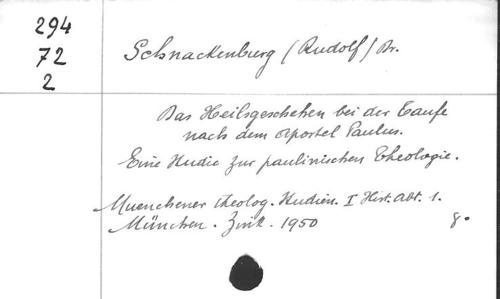 294
72
2
Schnackenburg (Rudolf) Dr.
Das Heilsgeschehen bei der Taufe
nach dem Apostel Paulus.
Eine Studie zur paulinischen Theologie.
Muenchener theolog. Studien. I Hist. Abt. 1.
München. Zink. 1950
8°.